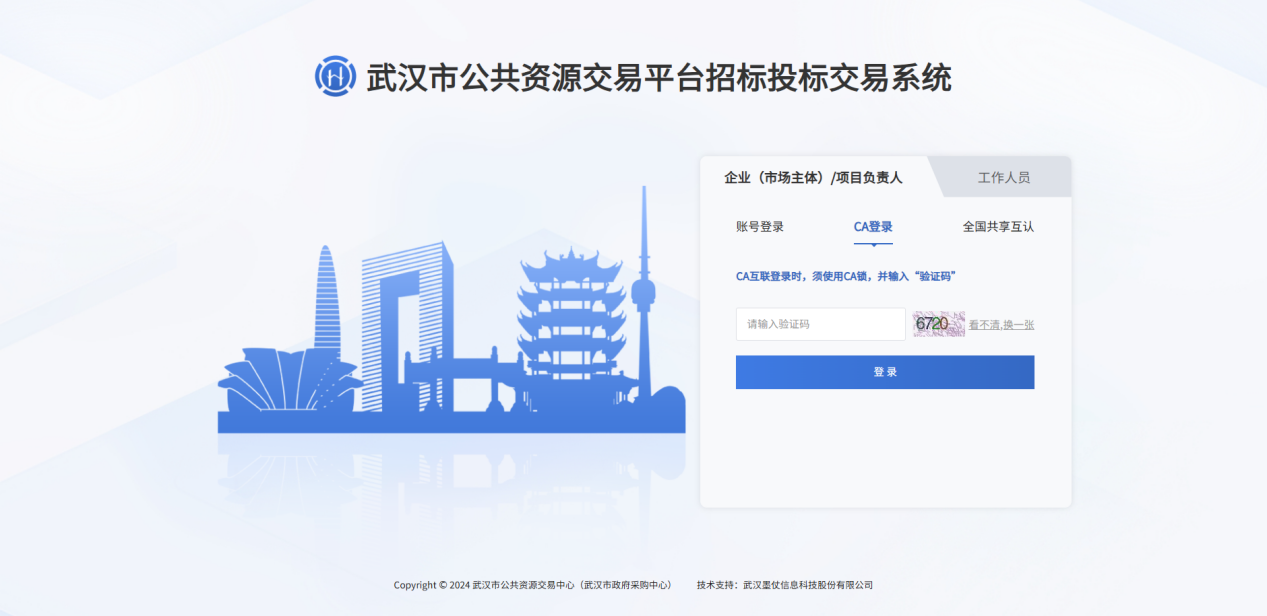 武汉市公共资源交易平台招标投标交易系统
企业（市场主体）/项目负责人
工作人员
账号登录
CA登录
全国共享互认
CA互联登录时，须使用CA锁，并输入“验证码”
请输入验证码
6720
看不清,换一张
登 录
Copyright © 2024 武汉市公共资源交易中心（武汉市政府采购中心）
技术支持：武汉墨仗信息科技股份有限公司